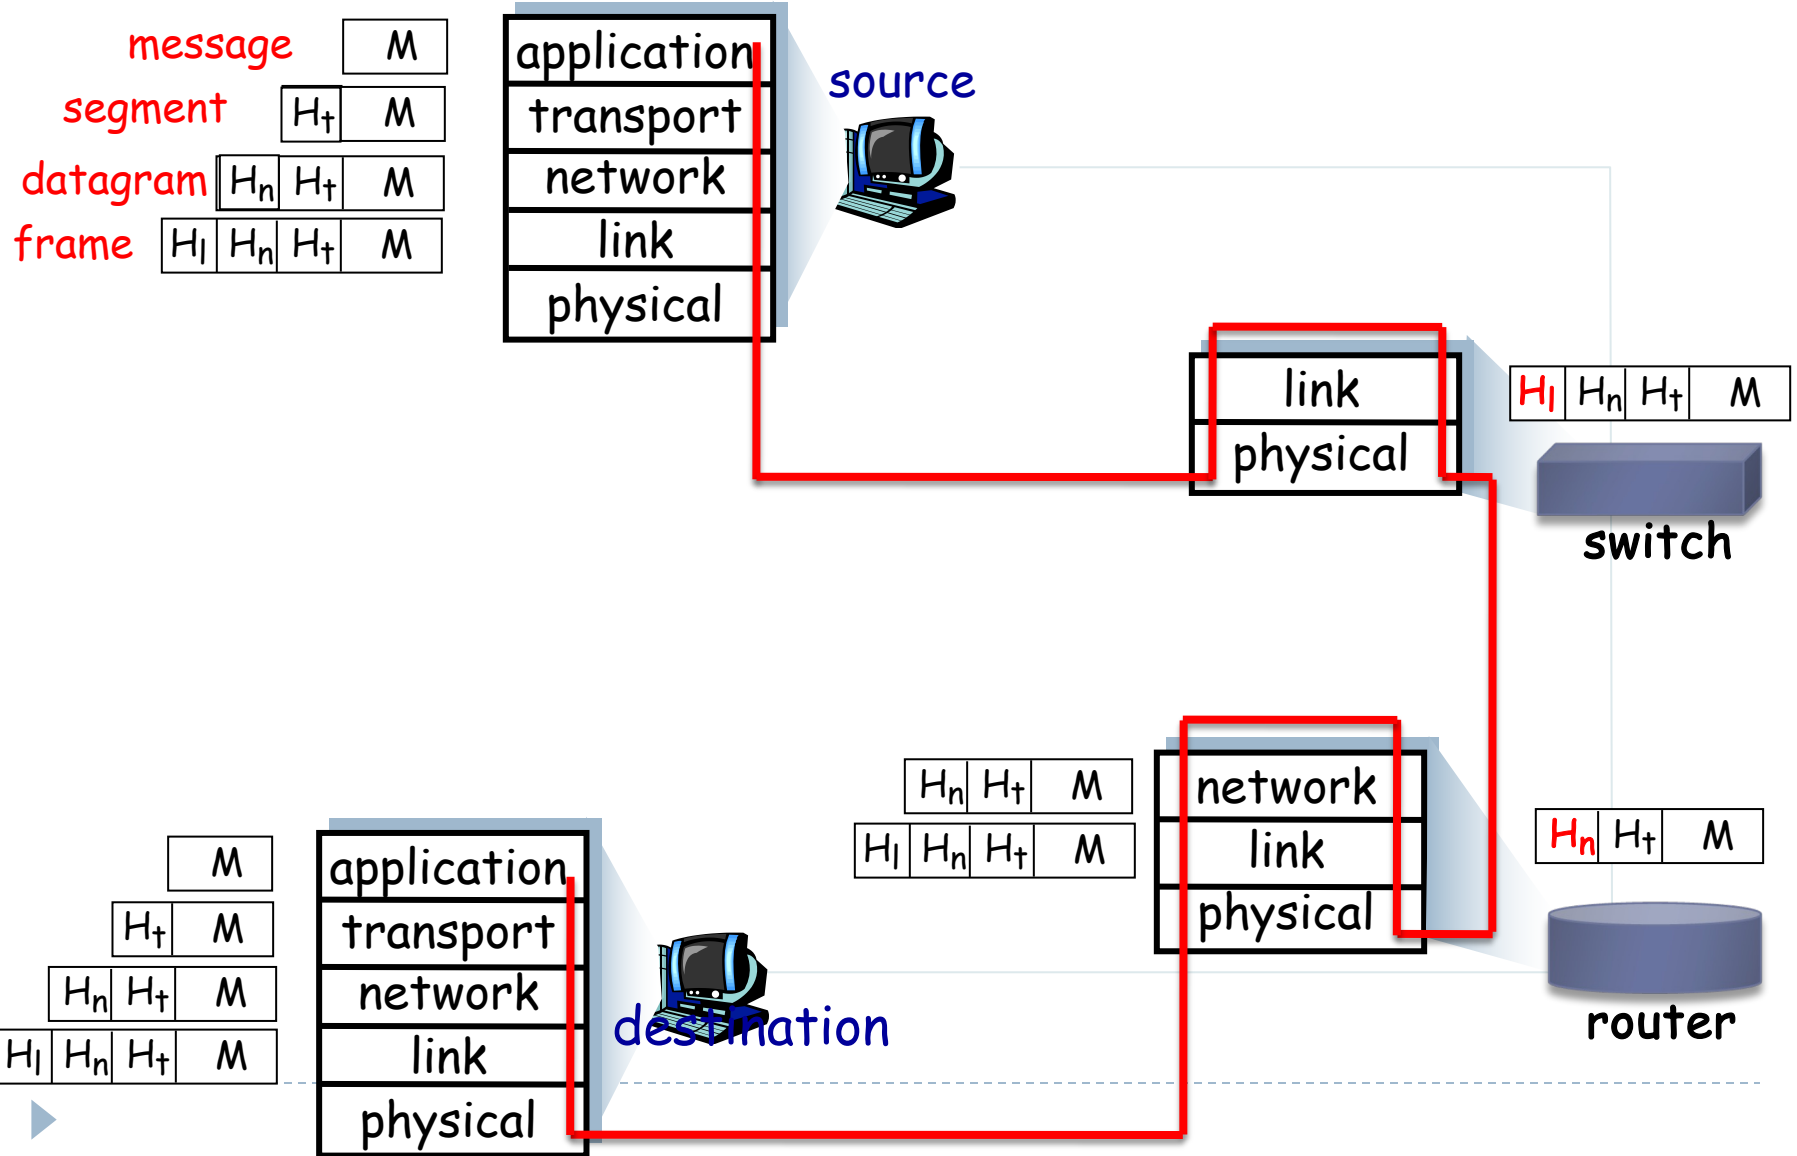 message M
segment Ht M
datagram Hn Ht M
frame Hl Hn Ht M
application
transport
network
link
physical
source
link
physical
Hl Hn Ht M
switch
Hn Ht M
Hl Hn Ht M
network
link
physical
Hn Ht M
router
M
Ht M
Hn Ht M
Hl Hn Ht M
application
transport
network
link
physical
destination